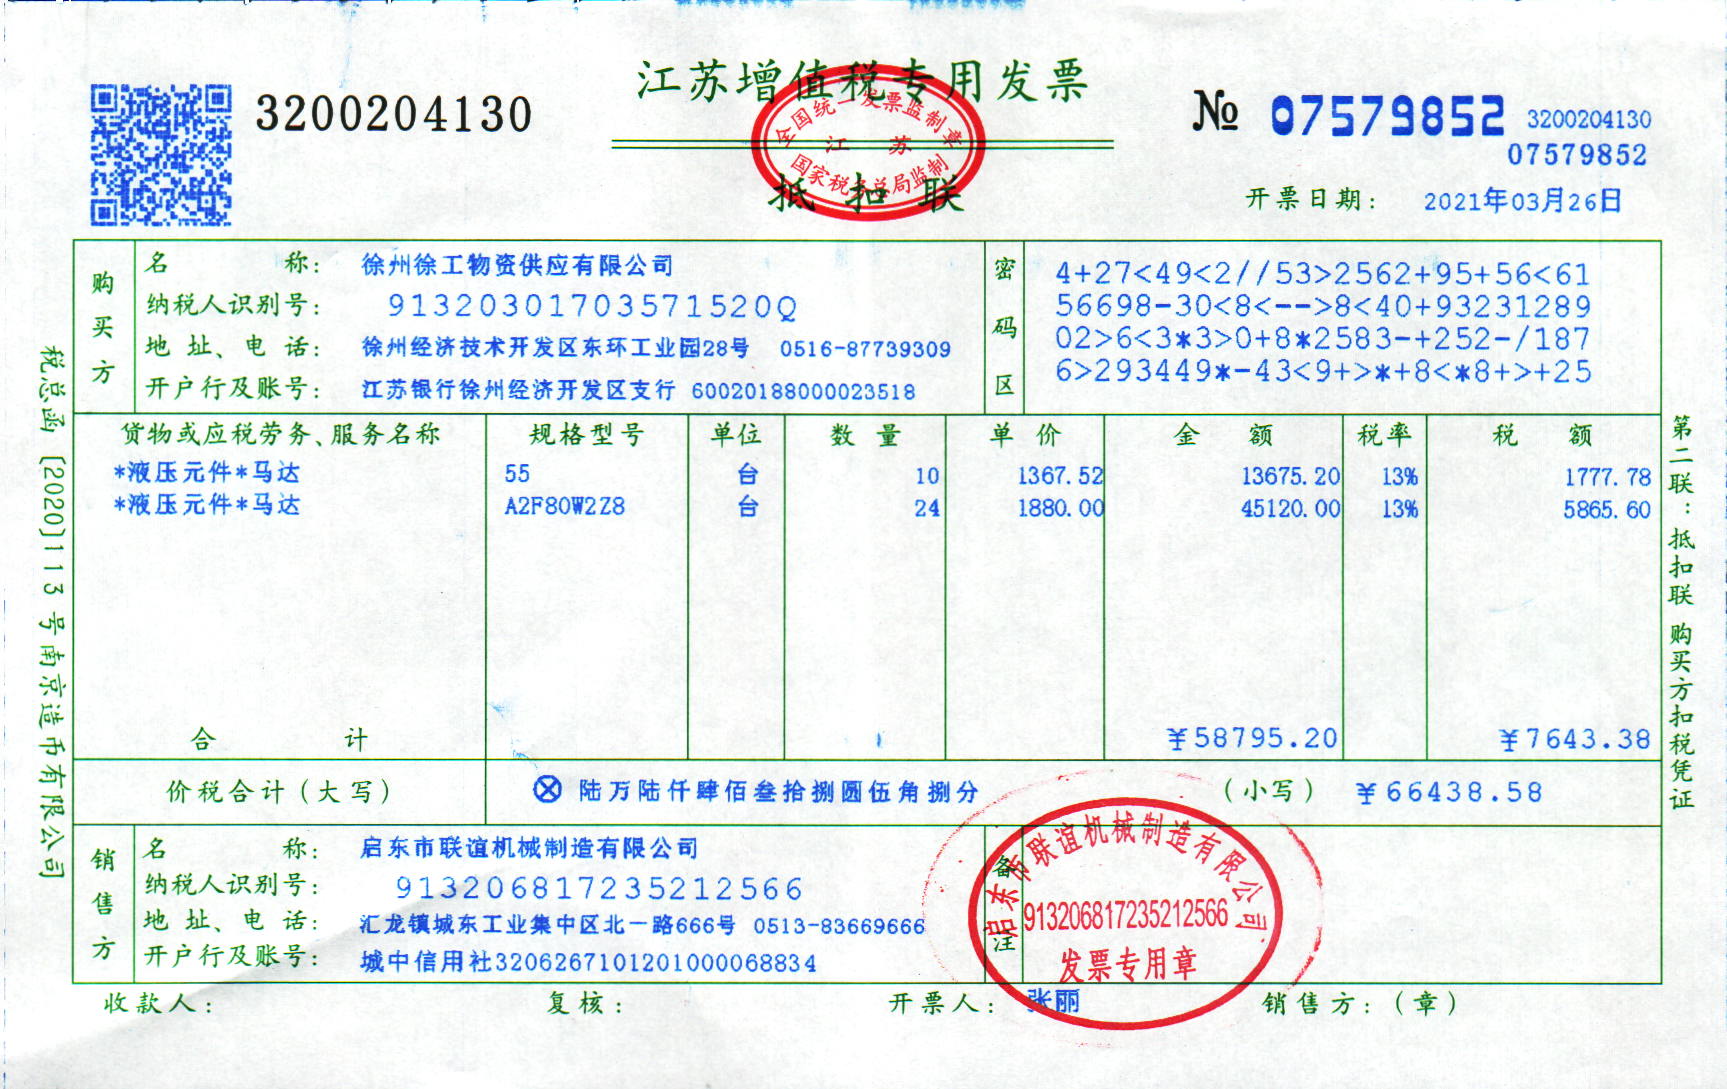 江苏增值税专用发票
3200204130
№ 07579852
3200204130
07579852
全国统一发票监制章
江苏
国家税务总局监制
抵扣联
开票日期: 2021年03月26日
购买方
名称: 徐州徐工物资供应有限公司
纳税人识别号: 91320301703571520Q
地址、电话: 徐州经济技术开发区东环工业园28号 0516-87739309
开户行及账号: 江苏银行徐州经济开发区支行 60020188000023518
密码区
4+27<49<2//53>2562+95+56<61
56698-30<8<-->8<40+93231289
02>6<3*3>0+8*2583-+252-/187
6>293449*-43<9+>*+8<*8+>+25
货物或应税劳务、服务名称 规格型号 单位 数量 单价 金额 税率 税额
*液压元件*马达 55 台 10 1367.52 13675.20 13% 1777.78
*液压元件*马达 A2F80W2Z8 台 24 1880.00 45120.00 13% 5865.60
合计 ¥58795.20 ¥7643.38
价税合计(大写) ⊗ 陆万陆仟肆佰叁拾捌圆伍角捌分 (小写) ¥66438.58
销售方
名称: 启东市联谊机械制造有限公司
纳税人识别号: 913206817235212566
地址、电话: 汇龙镇城东工业集中区北一路666号 0513-83669666
开户行及账号: 城中信用社3206267101201000068834
备注
启东市联谊机械制造有限公司
913206817235212566
发票专用章
收款人: 复核: 开票人: 张丽 销售方:(章)
税总函[2020]113号南京造币有限公司
第二联:抵扣联 购买方扣税凭证